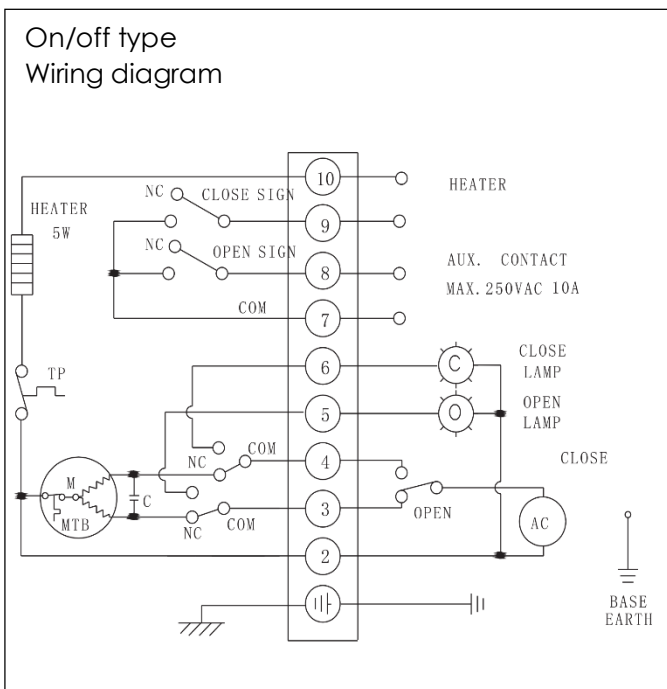 On/off type
Wiring diagram
10
HEATER
NC
CLOSE SIGN
HEATER
5W
9
NC
OPEN SIGN
8
AUX. CONTACT
MAX. 250VAC 10A
COM
7
6
C
CLOSE
LAMP
TP
5
O
OPEN
LAMP
COM
4
CLOSE
M
NC
C
3
OPEN
AC
MTB
COM
NC
2
BASE
EARTH